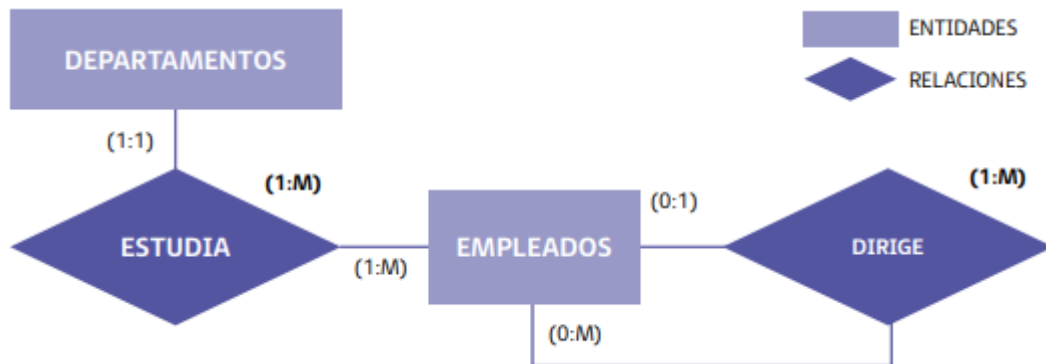 DEPARTAMENTOS
ENTIDADES
RELACIONES
(1:1)
(1:M)
(1:M)
(0:1)
ESTUDIA
EMPLEADOS
DIRIGE
(1:M)
(0:M)